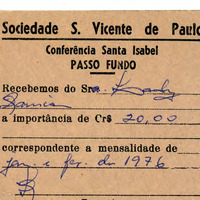 Sociedade S. Vicente de Paulo
Conferência Santa Isabel
PASSO FUNDO
Recebemos do Sr.
a importância de Cr$ 20,00
correspondente a mensalidade de
jan. e fev. de 1976